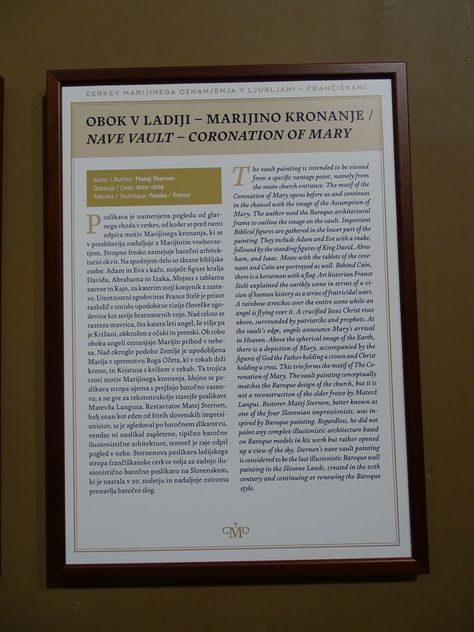 CERKEV MARIJINEGA OZNANJENJA V LJUBLJANI – FRANČIŠKANI
OBOK V LADIJI – MARIJINO KRONANJE /
NAVE VAULT – CORONATION OF MARY
Avtor / Author: Matej Sternen
Datacija / Date: 1935–1936
Tehnika / Technique: freska / fresco
Poslikava je namenjena pogledu od glav-
nega vhoda v cerkev, od koder se pred nami
odpira motiv Marijinega kronanja, ki se
v prezbiteriju nadaljuje z Marijinim vnebovze-
tjem. Stropno fresko zamejuje baročni arhitek-
turni okvir. Na spodnjem delu so zbrane biblijske
osebe: Adam in Eva s kačo, stoječe figure kralja
Davida, Abrahama in Izaka, Mojzes s tablama
zaveze in Kajn, za katerim stoji konjenik z zasta-
vo. Umetnostni zgodovinar France Stelè je prizor
razložil v smislu upodobitve vizije človeške zgo-
dovine kot serije bratomornih vojn. Nad celoto se
razteza mavrica, čez katero leti angel, še višje pa
je Križani, obkrožen z očaki in preroki. Ob robu
oboka angeli oznanjajo Marijin prihod v nebe-
sa. Nad okroglo podobo Zemlje je upodobljena
Marija v spremstvu Boga Očeta, ki v rokah drži
krono, in Kristusa s križem v rokah. Ta trojica
tvori motiv Marijinega kronanja. Idejno se po-
slikava stropa ujema s prejšnjo baročno zasno-
vo, a ne gre za rekonstrukcijo starejše poslikave
Matevža Langusa. Restavrator Matej Sternen,
bolj znan kot eden od štirih slovenskih impresi-
onistov, se je zgledoval po baročnem slikarstvu,
vendar ni naslikal zapletene, tipično baročne
iluzionistične arhitekture, temveč je raje odprl
pogled v nebo. Sternenova poslikava ladijskega
stropa frančiškanske cerkve velja za zadnjo ilu-
zionistično baročno poslikavo na Slovenskem,
ki je nastala v 20. stoletju in nadaljuje oziroma
prenavlja baročni slog.
The vault painting is intended to be viewed
from a specific vantage point, namely from
the main church entrance. The motif of the
Coronation of Mary opens before us and continues
in the chancel with the image of the Assumption of
Mary. The author used the Baroque architectural
frame to outline the image on the vault. Important
Biblical figures are gathered in the lower part of the
painting. They include Adam and Eve with a snake,
followed by the standing figures of King David, Abra-
ham, and Isaac. Moses with the tablets of the cove-
nant and Cain are portrayed as well. Behind Cain,
there is a horseman with a flag. Art historian France
Stelè explained the earthly scene in terms of a vi-
sion of human history as a series of fratricidal wars.
A rainbow stretches over the entire scene while an
angel is flying over it. A crucified Jesus Christ rises
above, surrounded by patriarchs and prophets. At
the vault's edge, angels announce Mary's arrival
in Heaven. Above the spherical image of the Earth,
there is a depiction of Mary, accompanied by the
figures of God the Father holding a crown and Christ
holding a cross. This trio forms the motif of The Co-
ronation of Mary. The vault painting conceptually
matches the Baroque design of the church, but it is
not a reconstruction of the older fresco by Matevž
Langus. Restorer Matej Sternen, better known as
one of the four Slovenian impressionists, was in-
spired by Baroque painting. Regardless, he did not
paint any complex illusionistic architecture based
on Baroque models in his work but rather opened
up a view of the sky. Sternen's nave vault painting
is considered to be the last illusionistic Baroque wall
painting in the Slovene Lands, created in the 20th
century and continuing or renewing the Baroque
style.
M